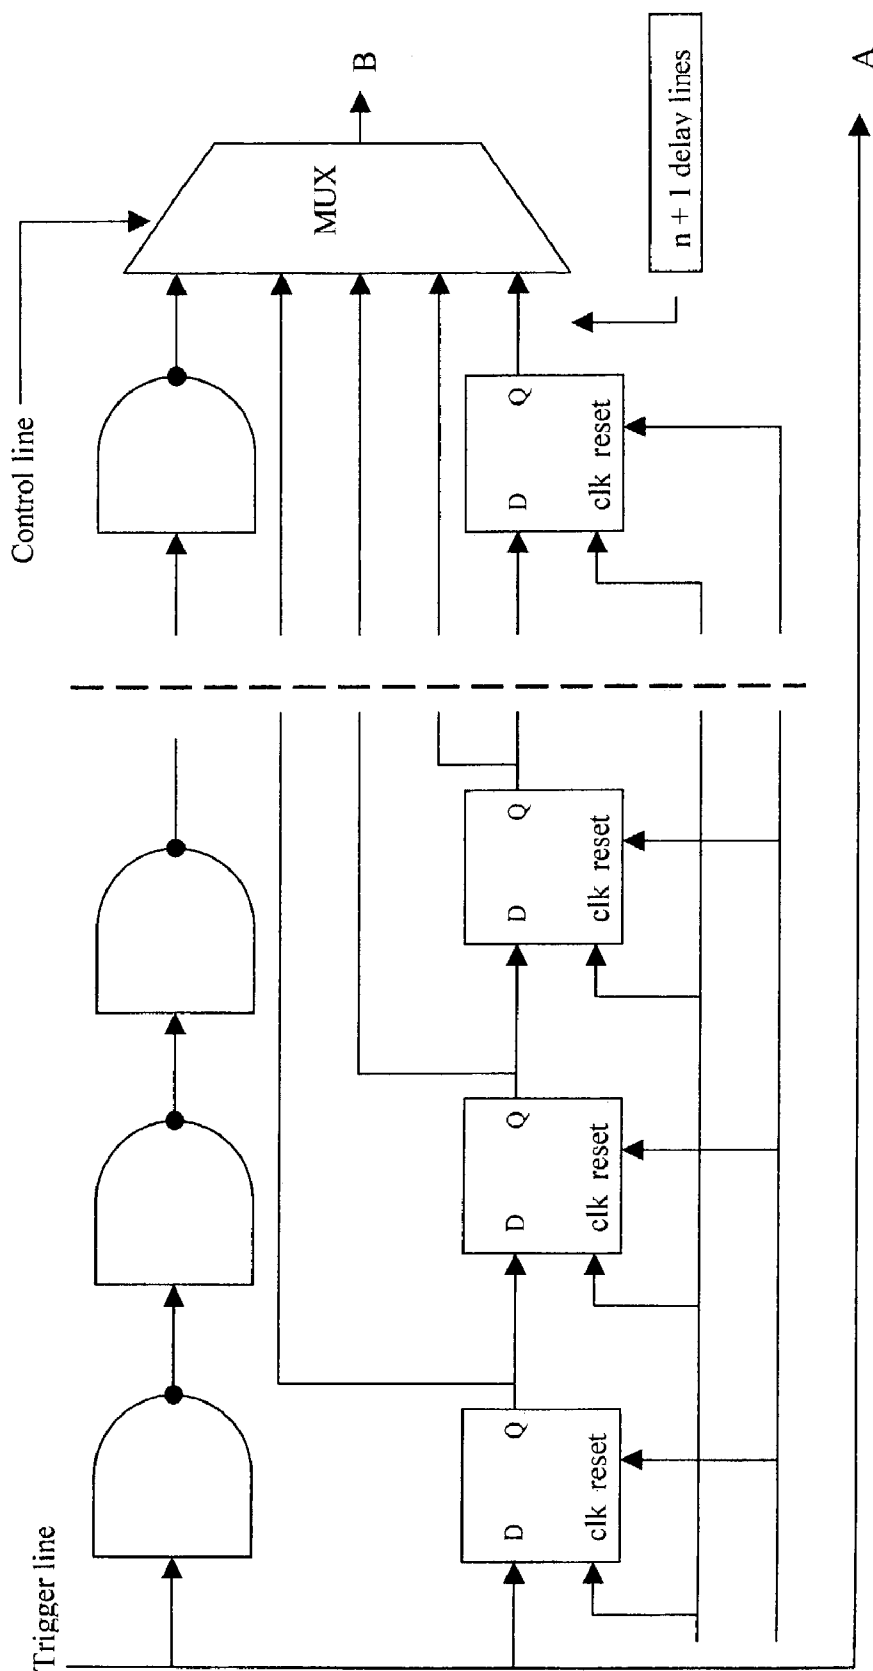 Trigger line
Control line
MUX
B
D
Q
clk reset
D
Q
clk reset
D
Q
clk reset
D
Q
clk reset
n + 1 delay lines
A